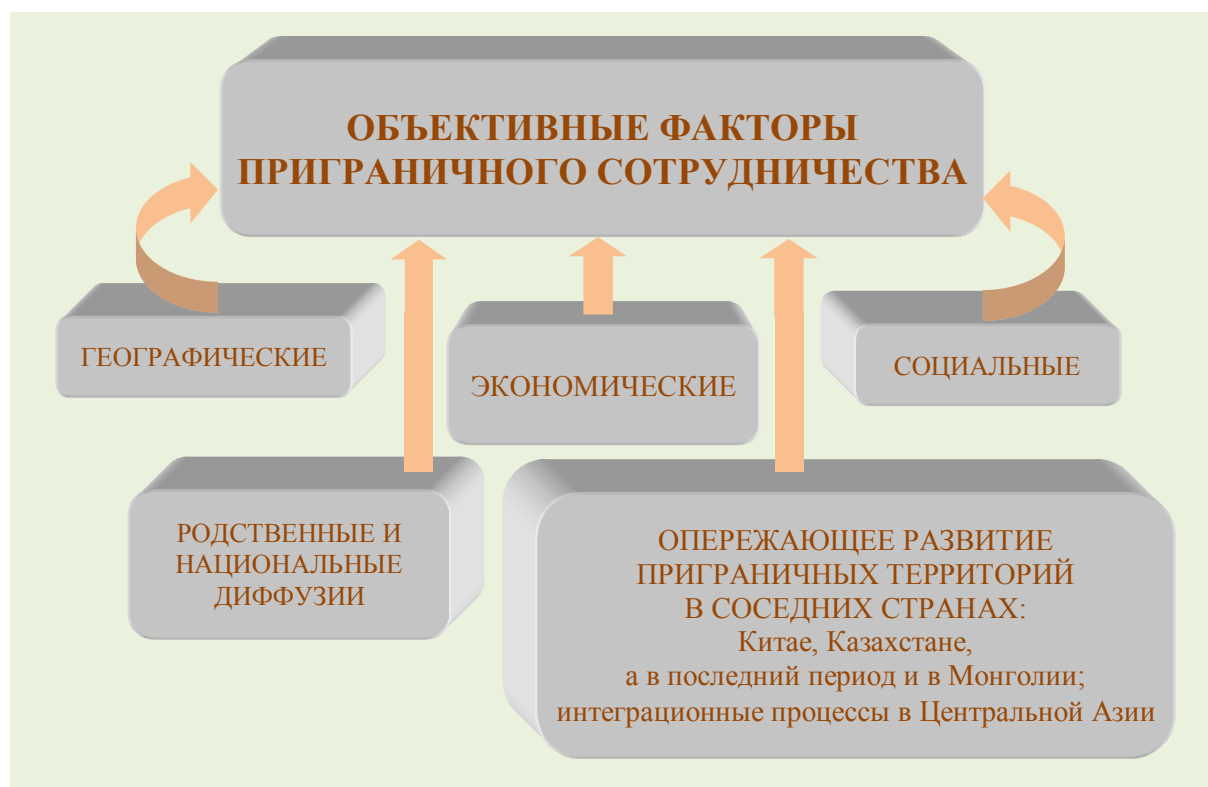 ОБЪЕКТИВНЫЕ ФАКТОРЫ
ПРИГРАНИЧНОГО СОТРУДНИЧЕСТВА
ГЕОГРАФИЧЕСКИЕ
ЭКОНОМИЧЕСКИЕ
СОЦИАЛЬНЫЕ
РОДСТВЕННЫЕ И
НАЦИОНАЛЬНЫЕ
ДИФФУЗИИ
ОПЕРЕЖАЮЩЕЕ РАЗВИТИЕ
ПРИГРАНИЧНЫХ ТЕРРИТОРИЙ
В СОСЕДНИХ СТРАНАХ:
Китае, Казахстане,
а в последний период и в Монголии;
интеграционные процессы в Центральной Азии